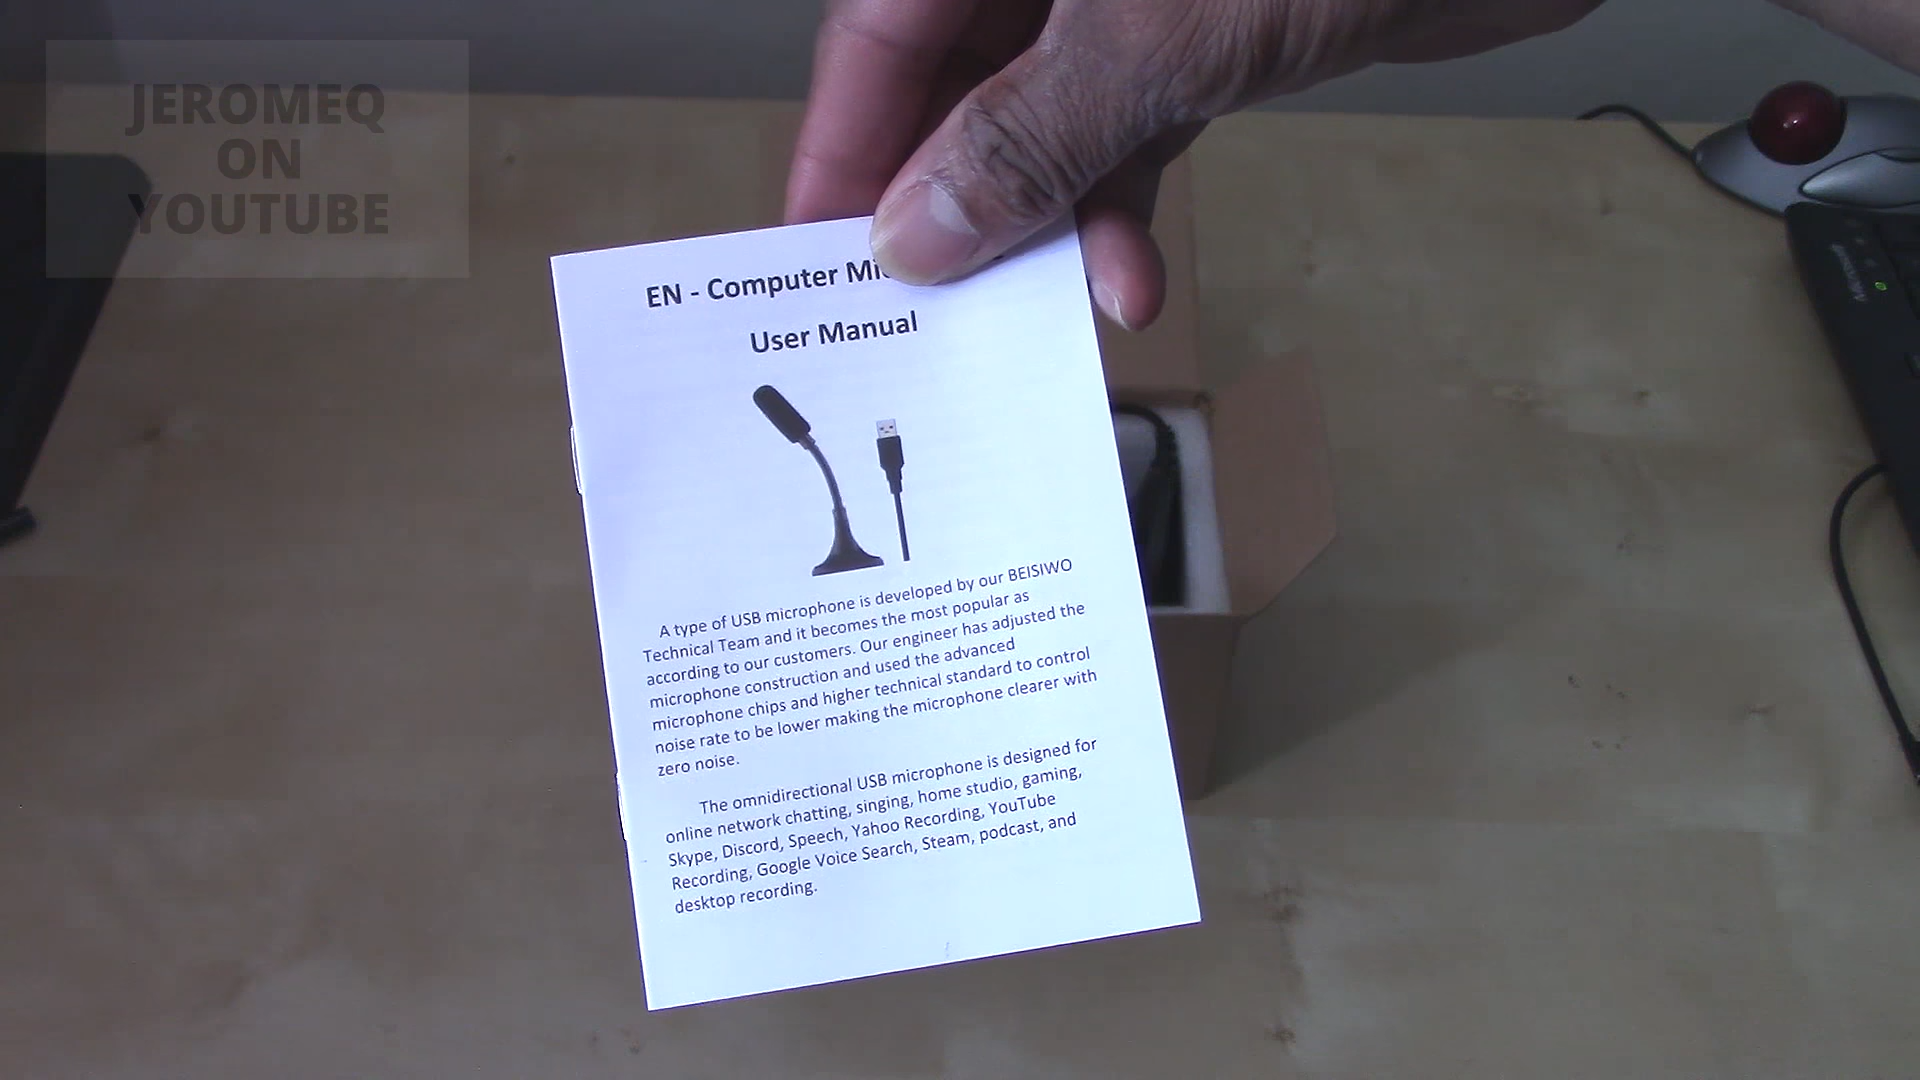 JEROMEQ
ON
YOUTUBE
EN - Computer
User Manual
A type of USB microphone is developed by our BEISIWO
Technical Team and it becomes the most popular as
according to our customers. Our engineer has adjusted the
microphone construction and used the advanced
microphone chips and higher technical standard to control
noise rate to be lower making the microphone clearer with
zero noise.
The omnidirectional USB microphone is designed for
online network chatting, singing, home studio, gaming,
Skype, Discord, Speech, Yahoo Recording, YouTube
Recording, Google Voice Search, Steam, podcast, and
desktop recording.